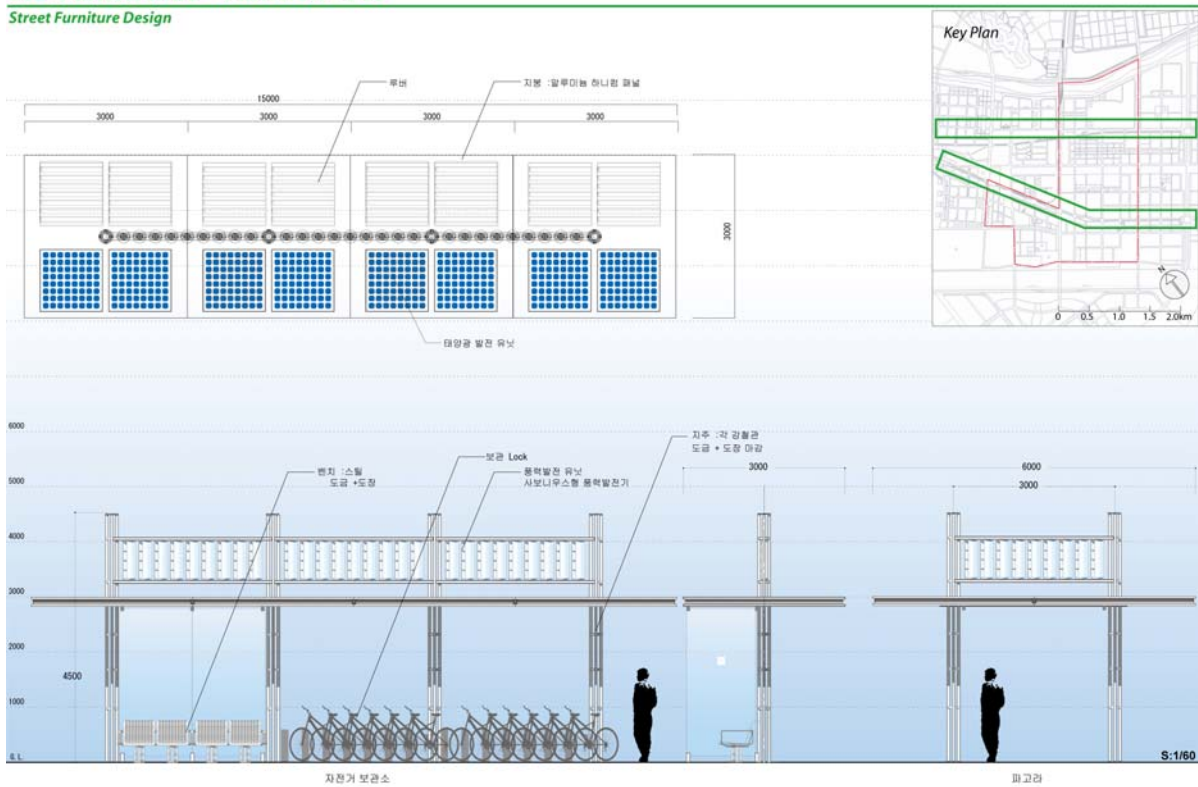 Street Furniture Design
Key Plan
루버
지붕 :알루미늄 하니컴 패널
15000
3000
3000
3000
3000
3000
N
0 0.5 1.0 1.5 2.0km
태양광 발전 유닛
6000
5000
4000
3000
2000
1000
G. L.
4500
벤치 :스틸
도금 +도장
보관 Lock
풍력발전 유닛
사보니우스형 풍력발전기
지주 :각 강철관
도금 + 도장 마감
3000
6000
3000
S:1/60
자전거 보관소
파고라